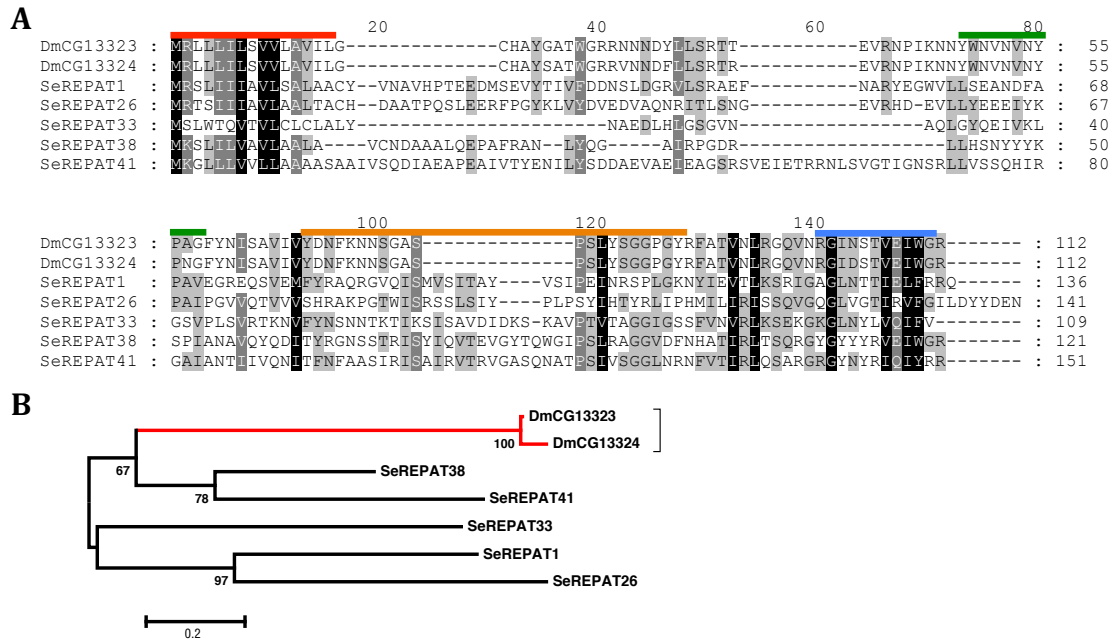 A
20 40 60 80
DmCG13323 : MRLLLILSVVLAVILG--------------CHAYGATWGRRNNNDYLLSRTT-----------EVRNPIKNNYWNVNVNY : 55
DmCG13324 : MRLLLILSVVLAVILG--------------CHAYSATWGRRVNNDFLLSRTR-----------EVRNPIKNNYWNVNVNY : 55
SeREPAT1 : MRSLIIIAVLSALAACY--VNAVHPTEEDMSEVYTIVFDDNSLDGRVLSRAEF----------NARYEGWVLLSEANDFA : 68
SeREPAT26 : MRTSIIIAVLAALTACH--DAATPQSLEERFPGYKLVYDVEDVAQNRITLSNG----------EVRHD-EVLLYEEEIYK : 67
SeREPAT33 : MSLWTQVTVLCLCLALY-----------------------NAEDLHLGSGVN-----------------AQLGYQEIVKL : 40
SeREPAT38 : MKSLILVAVLAALA-----VCNDAAALQEPAFRAN-LYQG------AIRPGDR------------------LLHSNYYYK : 50
SeREPAT41 : MKGLLLVVLLAAAASAAIVSQDIAEAPEAIVTYENILYSDDAEVAEIEAGSRSVEIETRRNLSVGTIGNSRLLVSSQHIR : 80
100 120 140
DmCG13323 : PAGFYNISAVIVYDNFKNNSGAS--------------PSLYSGGPGYRFATVNLRGQVNRGINSTVEIWGR------- : 112
DmCG13324 : PNGFYNISAVIVYDNFKNNSGAS--------------PSLYSGGPGYRFATVNLRGQVNRGIDSTVEIWGR------- : 112
SeREPAT1 : PAVEGREQSVEMFYRAQRGVQISMVSITAY----VSIPEINRSPLGKNYIEVTLKSRIGAGLNTTIDLFRRQ------ : 136
SeREPAT26 : PAIPGVVQTVVVSHRAKPGTWISRSSLSIY----PLPSYIHTYRLIPHMILIRISSQVGQGLVGTIRVFGILDYYDEN : 141
SeREPAT33 : GSVPLSVRTKNVFYNSNNTKTIKSISAVDIDKS-KAVPTVTAGGIGSSFVNVRLKSEKGKGLNYLVQIFV-------- : 109
SeREPAT38 : SPIANAVQYQDITYRGNSSTRISYIQVTEVGYTQWGIPSLRAGGVDFNHATIRLTSQRGYGYYYRVEIWGR------- : 121
SeREPAT41 : GAIANTIIVQNITFNFAASIRISAIRVTRVGASQNATPSIVSGGLNRNFVTIRLQSARGRGYNYRIQIYRR------- : 151
B
DmCG13323
100 DmCG13324
67 SeREPAT38
78 SeREPAT41
SeREPAT33
SeREPAT1
97 SeREPAT26
0.2